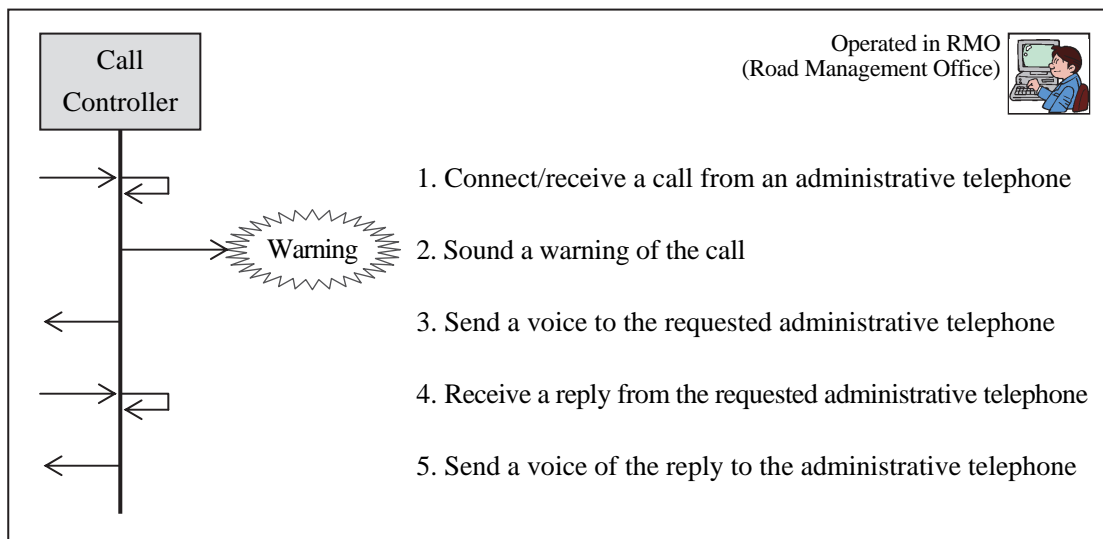 Call
Controller
Operated in RMO
(Road Management Office)
1. Connect/receive a call from an administrative telephone
Warning
2. Sound a warning of the call
3. Send a voice to the requested administrative telephone
4. Receive a reply from the requested administrative telephone
5. Send a voice of the reply to the administrative telephone